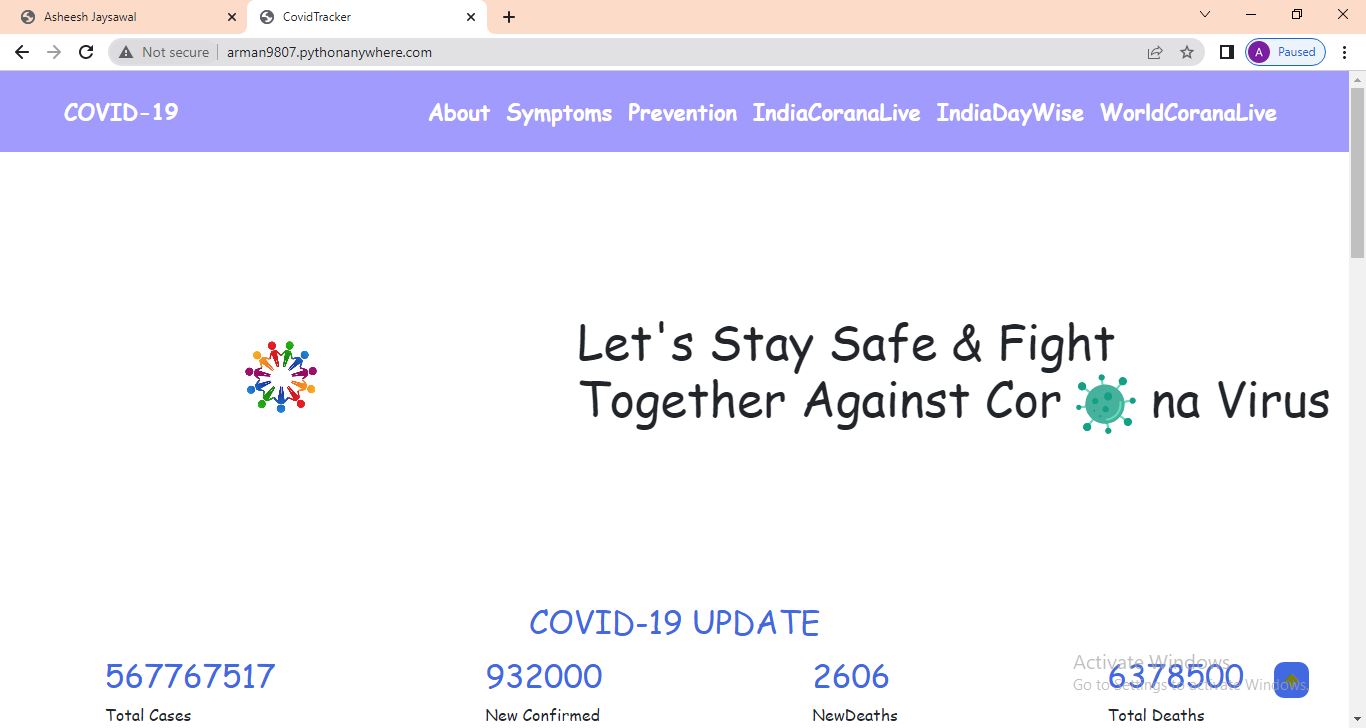 Asheesh Jaysawal
CovidTracker
Not secure arman9807.pythonanywhere.com
A Paused
COVID-19 About Symptoms Prevention IndiaCoranaLive IndiaDayWise WorldCoranaLive
Let's Stay Safe & Fight
Together Against Cor na Virus
COVID-19 UPDATE
567767517 932000 2606 6378500
Total Cases New Confirmed NewDeaths Total Deaths
Activate Windows
Go to Settings to activate Windows.